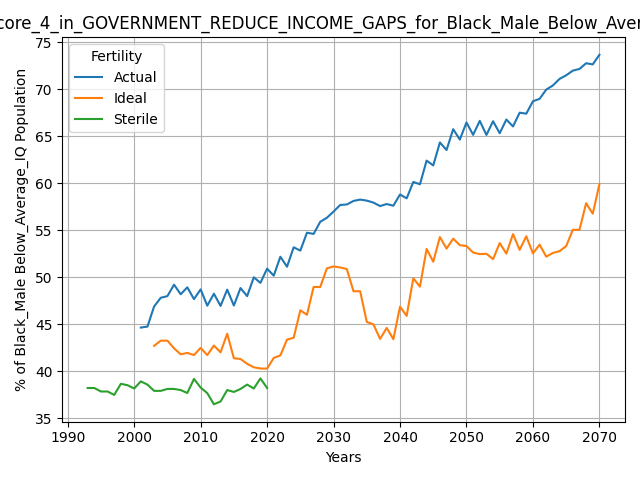 core_4_in_GOVERNMENT_REDUCE_INCOME_GAPS_for_Black_Male_Below_Aver
Fertility
Actual
Ideal
Sterile
% of Black_Male Below_Average_IQ Population
75
70
65
60
55
50
45
40
35
1990 2000 2010 2020 2030 2040 2050 2060 2070
Years